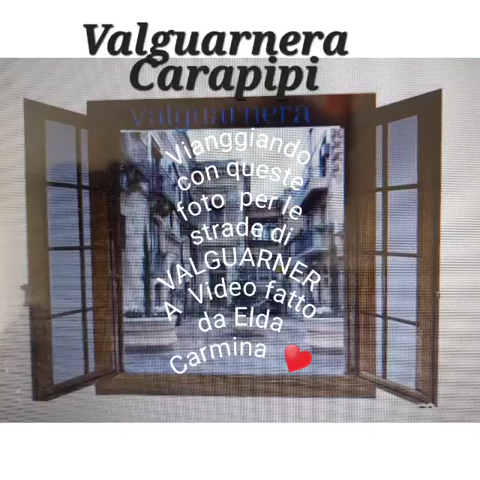 Valguarnera
Carapipi
Valguarnera
Vianggiando
con queste
foto per le
strade di
VALGUARNER
A Video fatto
da Elda
Carmina ♥️